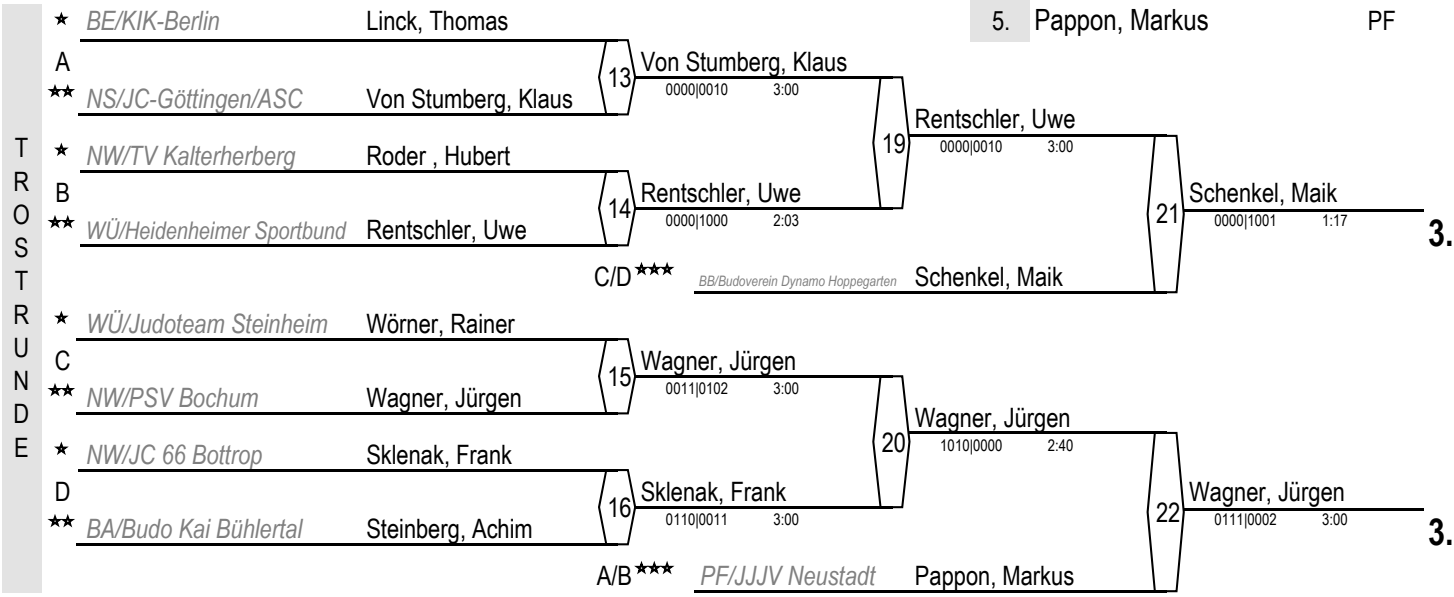 TROSTRUNDE
★ BE/KIK-Berlin Linck, Thomas
5. Pappon, Markus PF
A
13 Von Stumberg, Klaus
0000|0010 3:00
★★ NS/JC-Göttingen/ASC Von Stumberg, Klaus
19 Rentschler, Uwe
0000|0010 3:00
★ NW/TV Kalterherberg Roder , Hubert
B
14 Rentschler, Uwe
0000|1000 2:03
21 Schenkel, Maik
0000|1001 1:17
3.
★★ WÜ/Heidenheimer Sportbund Rentschler, Uwe
C/D ★★★ BB/Budoverein Dynamo Hoppegarten Schenkel, Maik
★ WÜ/Judoteam Steinheim Wörner, Rainer
C
15 Wagner, Jürgen
0011|0102 3:00
★★ NW/PSV Bochum Wagner, Jürgen
20 Wagner, Jürgen
1010|0000 2:40
★ NW/JC 66 Bottrop Sklenak, Frank
D
16 Sklenak, Frank
0110|0011 3:00
22 Wagner, Jürgen
0111|0002 3:00
3.
★★ BA/Budo Kai Bühlertal Steinberg, Achim
A/B ★★★ PF/JJJV Neustadt Pappon, Markus